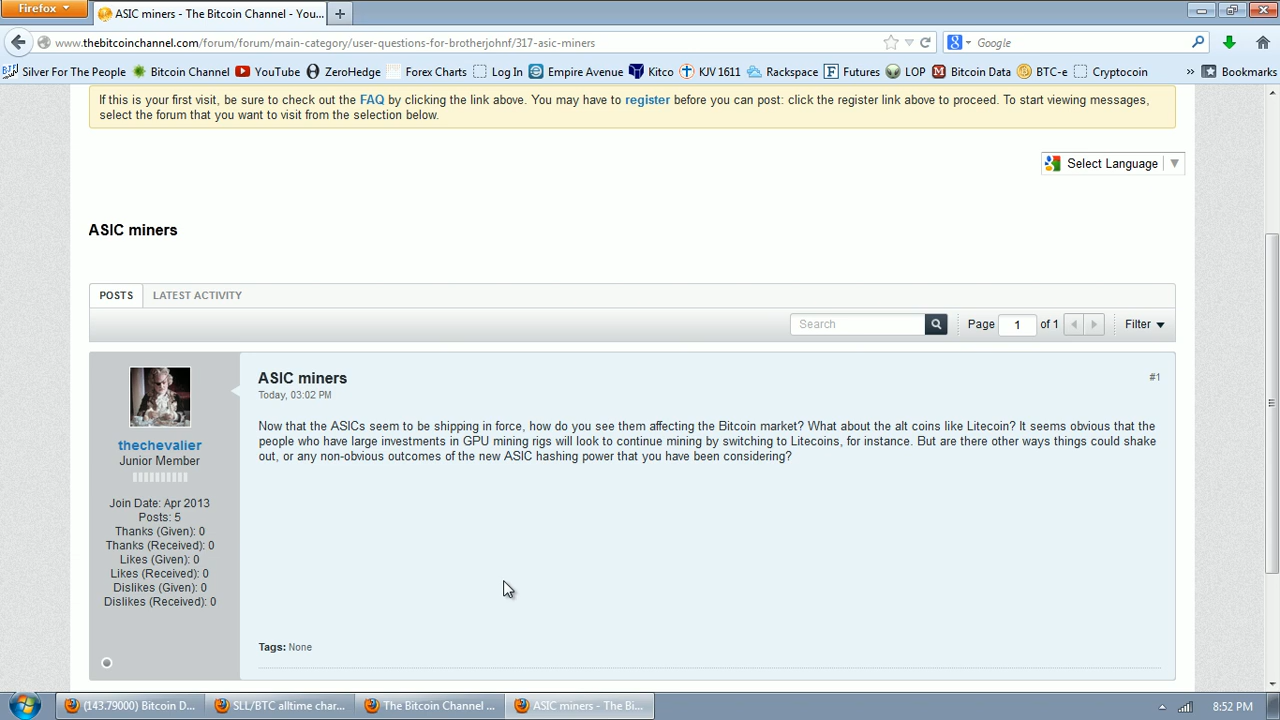 Firefox
ASIC miners - The Bitcoin Channel - You...
www.thebitcoinchannel.com/forum/forum/main-category/user-questions-for-brotherjohnf/317-asic-miners
Google
Silver For The People
Bitcoin Channel
YouTube
ZeroHedge
Forex Charts
Log In
Empire Avenue
Kitco
KJV 1611
Rackspace
Futures
LOP
Bitcoin Data
BTC-e
Cryptocoin
»
Bookmarks
If this is your first visit, be sure to check out the FAQ by clicking the link above. You may have to register before you can post: click the register link above to proceed. To start viewing messages,
select the forum that you want to visit from the selection below.
Select Language
ASIC miners
POSTS
LATEST ACTIVITY
Search
Page 1 of 1
Filter
thechevalier
Junior Member
Join Date: Apr 2013
Posts: 5
Thanks (Given): 0
Thanks (Received): 0
Likes (Given): 0
Likes (Received): 0
Dislikes (Given): 0
Dislikes (Received): 0
ASIC miners
#1
Today, 03:02 PM
Now that the ASICs seem to be shipping in force, how do you see them affecting the Bitcoin market? What about the alt coins like Litecoin? It seems obvious that the
people who have large investments in GPU mining rigs will look to continue mining by switching to Litecoins, for instance. But are there other ways things could shake
out, or any non-obvious outcomes of the new ASIC hashing power that you have been considering?
Tags: None
(143.79000) Bitcoin D...
SLL/BTC alltime char...
The Bitcoin Channel ...
ASIC miners - The Bi...
8:52 PM